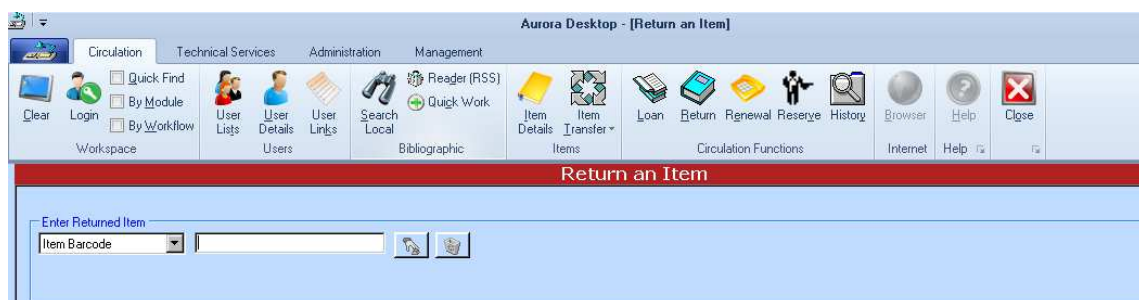 Aurora Desktop - [Return an Item]
Circulation Technical Services Administration Management
Clear
Login
Quick Find
By Module
By Workflow
Workspace
User Lists
User Details
User Links
Users
Search Local
Reader (RSS)
Quick Work
Bibliographic
Item Details
Item Transfer
Items
Loan Return Renewal Reserve History
Circulation Functions
Browser
Internet
Help
Help
Close
Return an Item
Enter Returned Item
Item Barcode